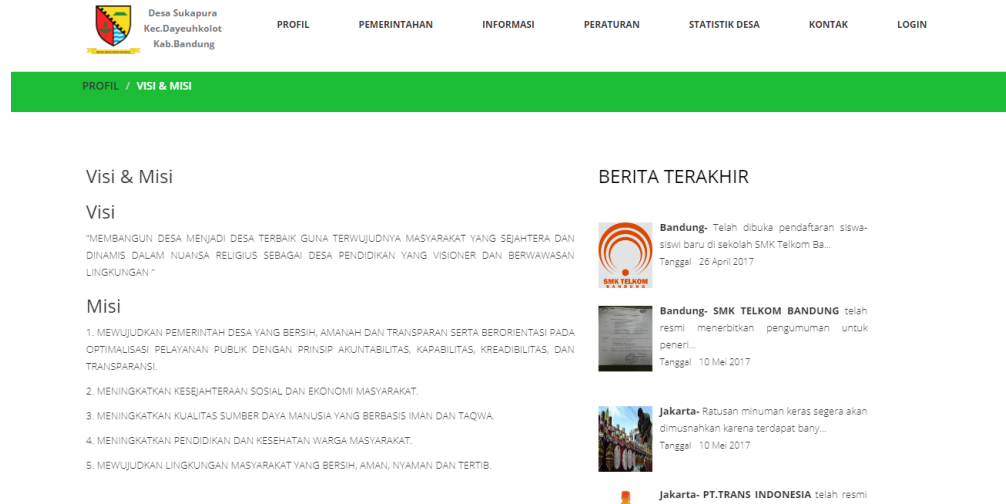 Desa Sukapura
Kec.Dayeuhkolot
Kab.Bandung
PROFIL
PEMERINTAHAN
INFORMASI
PERATURAN
STATISTIK DESA
KONTAK
LOGIN
PROFIL / VISI & MISI
Visi & Misi
Visi
"MEMBANGUN DESA MENJADI DESA TERBAIK GUNA TERWUJUDNYA MASYARAKAT YANG SEJAHTERA DAN
DINAMIS DALAM NUANSA RELIGIUS SEBAGAI DESA PENDIDIKAN YANG VISIONER DAN BERWAWASAN
LINGKUNGAN "
Misi
1. MEWUJUDKAN PEMERINTAH DESA YANG BERSIH, AMANAH DAN TRANSPARAN SERTA BERORIENTASI PADA
OPTIMALISASI PELAYANAN PUBLIK DENGAN PRINSIP AKUNTABILITAS, KAPABILITAS, KREADIBILITAS, DAN
TRANSPARANSI.
2. MENINGKATKAN KESEJAHTERAAN SOSIAL DAN EKONOMI MASYARAKAT.
3. MENINGKATKAN KUALITAS SUMBER DAYA MANUSIA YANG BERBASIS IMAN DAN TAQWA.
4. MENINGKATKAN PENDIDIKAN DAN KESEHATAN WARGA MASYARAKAT.
5. MEWUJUDKAN LINGKUNGAN MASYARAKAT YANG BERSIH, AMAN, NYAMAN DAN TERTIB.
BERITA TERAKHIR
SMK TELKOM
BANDUNG
Bandung- Telah dibuka pendaftaran siswa-
siswi baru di sekolah SMK Telkom Ba...
Tanggal 26 April 2017
Bandung- SMK TELKOM BANDUNG telah
resmi menerbitkan pengumuman untuk
peneri...
Tanggal 10 Mei 2017
Jakarta- Ratusan minuman keras segera akan
dimusnahkan karena terdapat bany...
Tanggal 10 Mei 2017
Jakarta- PT.TRANS INDONESIA telah resmi